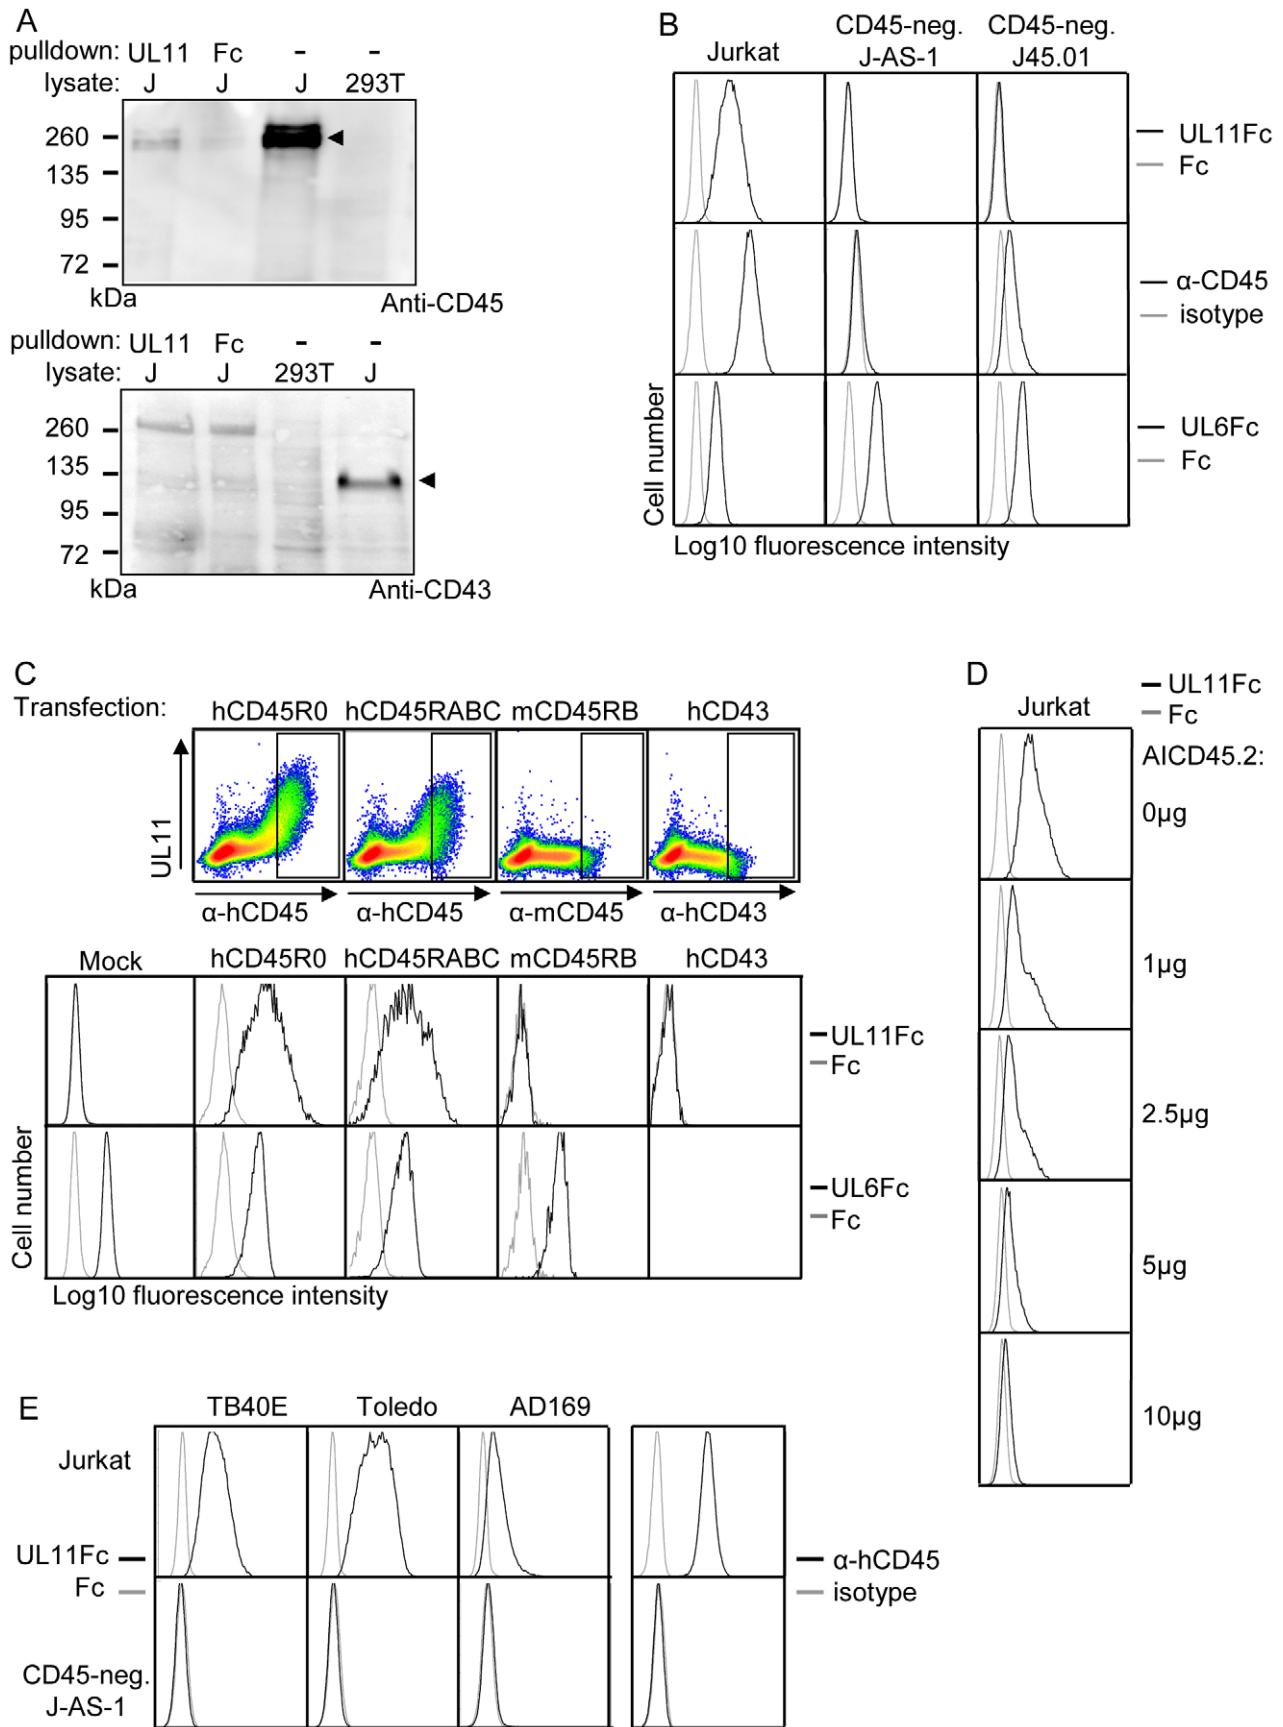 A
pulldown: UL11 Fc - -
lysate: J J J 293T
260
135
95
72
kDa
Anti-CD45
pulldown: UL11 Fc - -
lysate: J J 293T J
260
135
95
72
kDa
Anti-CD43
B
Jurkat
CD45-neg.
J-AS-1
CD45-neg.
J45.01
UL11Fc
Fc
α-CD45
isotype
UL6Fc
Fc
Cell number
Log10 fluorescence intensity
C
Transfection: hCD45R0 hCD45RABC mCD45RB hCD43
UL11
α-hCD45 α-hCD45 α-mCD45 α-hCD43
Mock hCD45R0 hCD45RABC mCD45RB hCD43
UL11Fc
Fc
UL6Fc
Fc
Cell number
Log10 fluorescence intensity
D
UL11Fc
Fc
Jurkat
AICD45.2:
0µg
1µg
2.5µg
5µg
10µg
E
TB40E Toledo AD169
Jurkat
UL11Fc
Fc
α-hCD45
isotype
CD45-neg.
J-AS-1